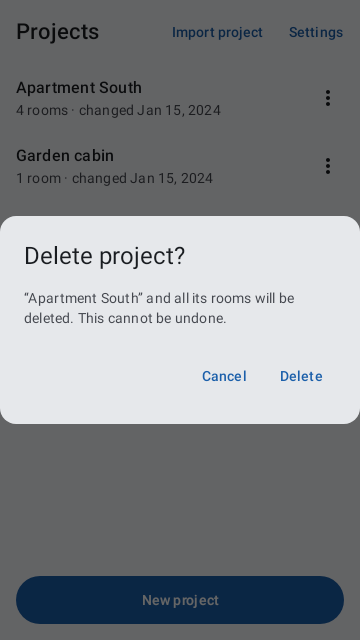 Projects
Import project
Settings
Apartment South
4 rooms · changed Jan 15, 2024
Garden cabin
1 room · changed Jan 15, 2024
Delete project?
“Apartment South” and all its rooms will be
deleted. This cannot be undone.
Cancel
Delete
New project